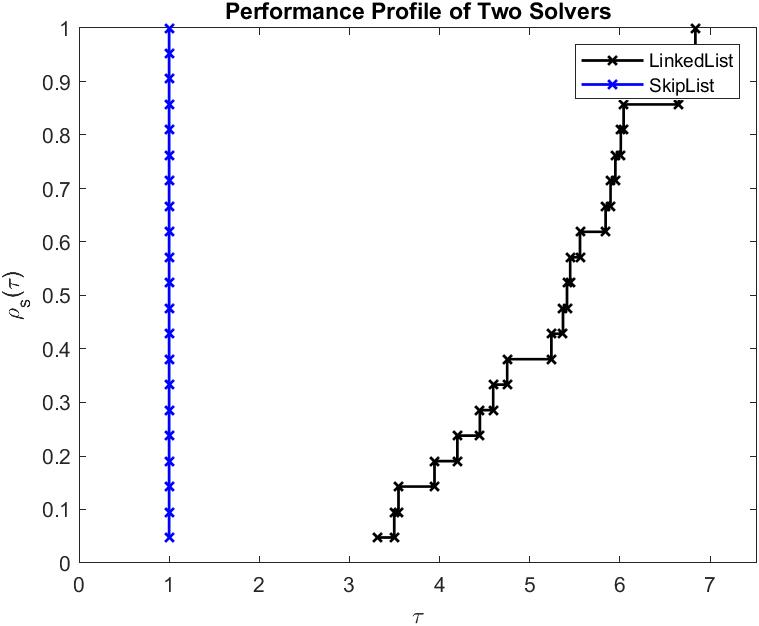 Performance Profile of Two Solvers
1
0.9
0.8
0.7
0.6
0.5
0.4
0.3
0.2
0.1
0
ρs(τ)
LinkedList
SkipList
0 1 2 3 4 5 6 7
τ